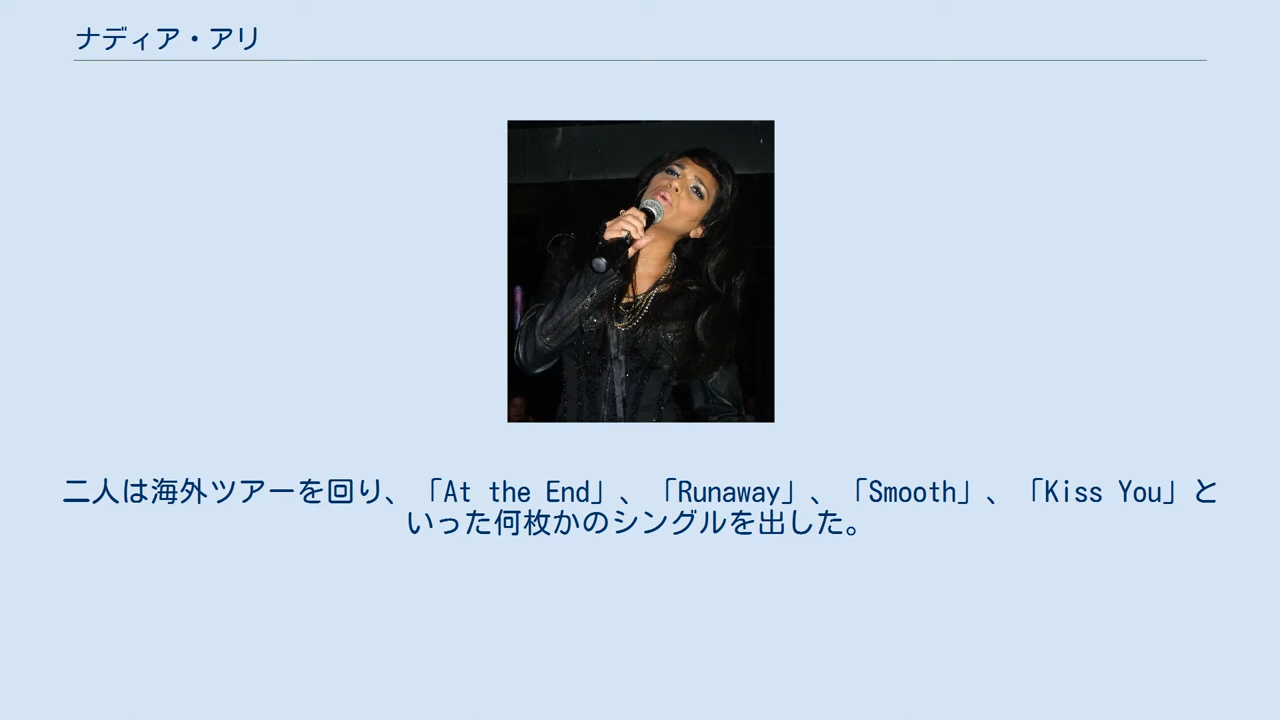 ナディア・アリ
二人は海外ツアーを回り、「At the End」、「Runaway」、「Smooth」、「Kiss You」と
いった何枚かのシングルを出した。